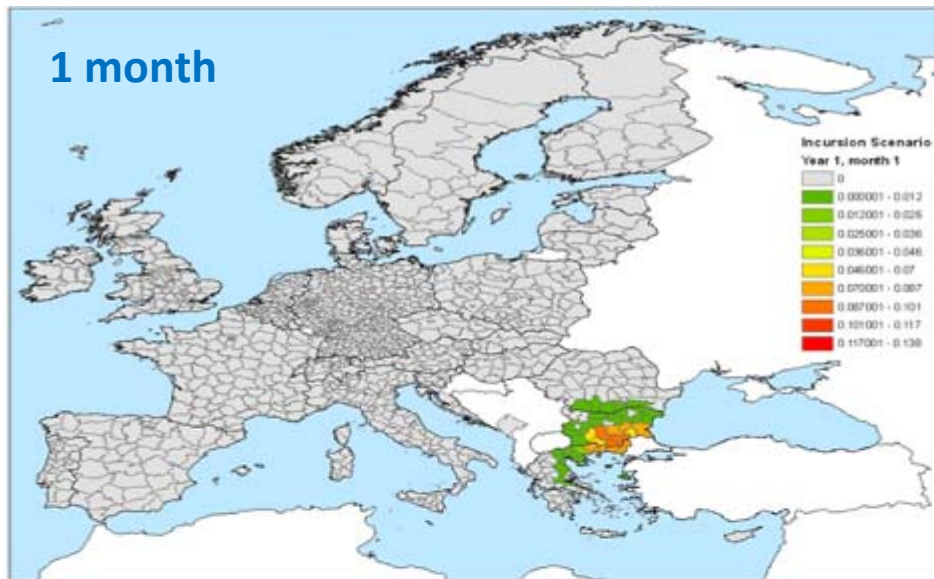 1 month
Incursion Scenario
Year 1, month 1
0
0.000001 - 0.012
0.012001 - 0.025
0.025001 - 0.036
0.036001 - 0.046
0.046001 - 0.07
0.070001 - 0.087
0.087001 - 0.101
0.101001 - 0.117
0.117001 - 0.138